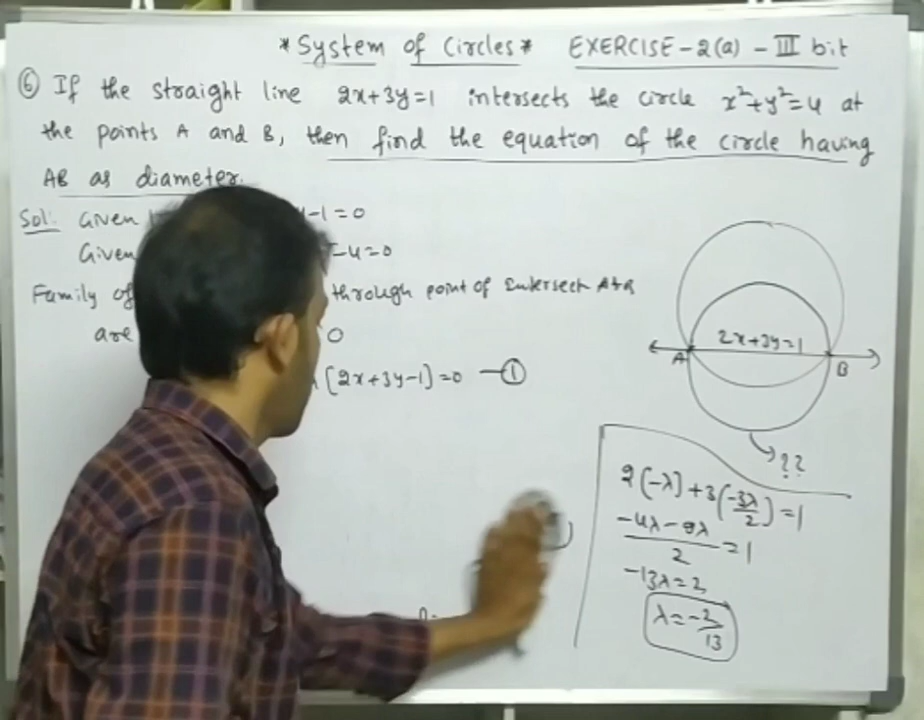 *System of Circles* EXERCISE-2(a) - III bit
⑥ If the straight line 2x+3y=1 intersects the circle x²+y²=4 at
the points A and B, then find the equation of the circle having
AB as diameter.
Sol: Given -1=0
Given -4=0
Family of through point of intersect A&B
are 0
[2x+3y-1]=0 —①
2x+3y=1
A B
??
2(-λ)+3(-3λ/2)=1
-4λ-9λ/2=1
-13λ=2
λ=-2/13